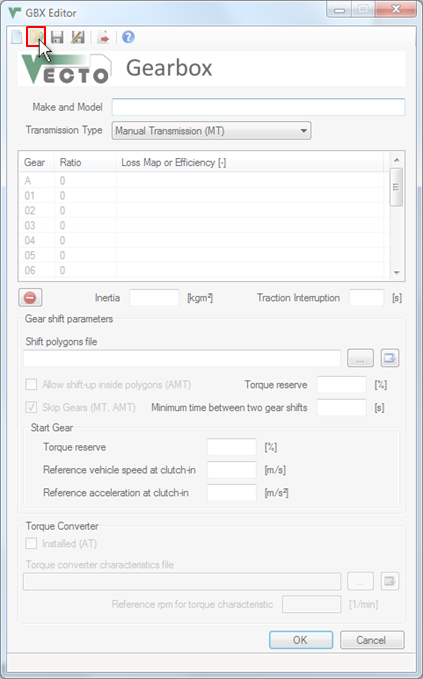 GBX Editor
VECTO Gearbox
Make and Model
Transmission Type Manual Transmission (MT)
Gear Ratio Loss Map or Efficiency [-]
A 0
01 0
02 0
03 0
04 0
05 0
06 0
Inertia [kgm²] Traction Interruption [s]
Gear shift parameters
Shift polygons file
...
Allow shift-up inside polygons (AMT) Torque reserve [%]
Skip Gears (MT, AMT) Minimum time between two gear shifts [s]
Start Gear
Torque reserve [%]
Reference vehicle speed at clutch-in [m/s]
Reference acceleration at clutch-in [m/s²]
Torque Converter
Installed (AT)
Torque converter characteristics file
...
Reference rpm for torque characteristic [1/min]
OK Cancel